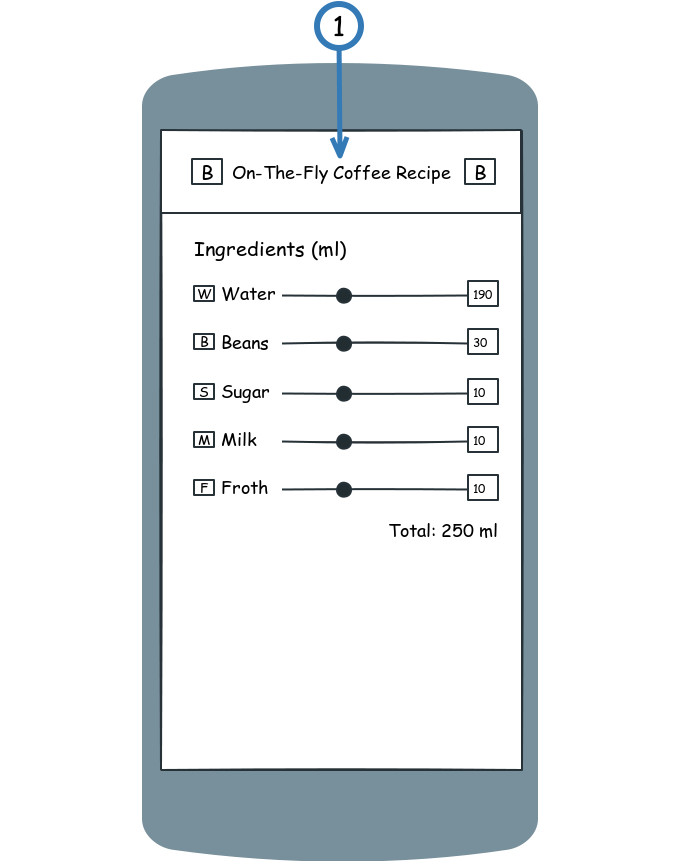 1
B On-The-Fly Coffee Recipe B
Ingredients (ml)
W Water 190
B Beans 30
S Sugar 10
M Milk 10
F Froth 10
Total: 250 ml